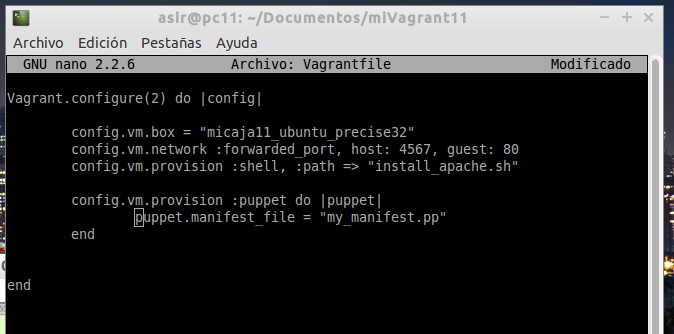 asir@pc11: ~/Documentos/miVagrant11
Archivo Edición Pestañas Ayuda
GNU nano 2.2.6 Archivo: Vagrantfile Modificado
Vagrant.configure(2) do |config|
config.vm.box = "micaja11_ubuntu_precise32"
config.vm.network :forwarded_port, host: 4567, guest: 80
config.vm.provision :shell, :path => "install_apache.sh"
config.vm.provision :puppet do |puppet|
puppet.manifest_file = "my_manifest.pp"
end
end